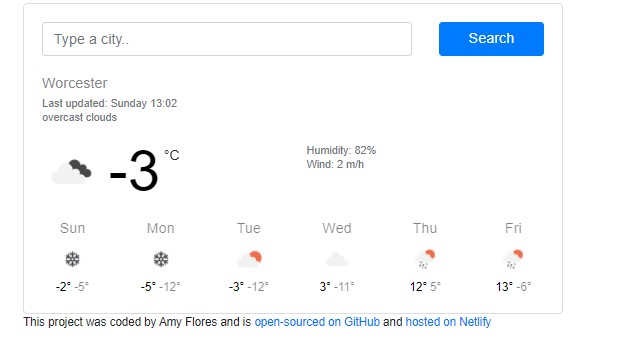 Type a city..
Search
Worcester
Last updated: Sunday 13:02
overcast clouds
-3 °C
Humidity: 82%
Wind: 2 m/h
Sun Mon Tue Wed Thu Fri
-2° -5° -5° -12° -3° -12° 3° -11° 12° 5° 13° -6°
This project was coded by Amy Flores and is open-sourced on GitHub and hosted on Netlify